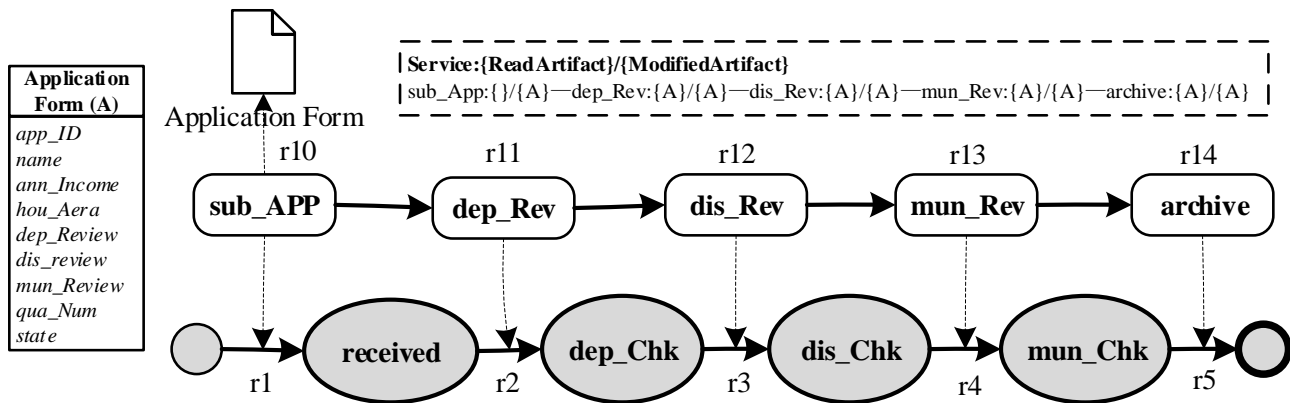 Application
Form (A)
app_ID
name
ann_Income
hou_Aera
dep_Review
dis_review
mun_Review
qua_Num
state
Application Form
Service:{ReadArtifact}/{ModifiedArtifact}
sub_App:{}/{A}—dep_Rev:{A}/{A}—dis_Rev:{A}/{A}—mun_Rev:{A}/{A}—archive:{A}/{A}
r10
r11
r12
r13
r14
sub_APP
dep_Rev
dis_Rev
mun_Rev
archive
received
dep_Chk
dis_Chk
mun_Chk
r1
r2
r3
r4
r5